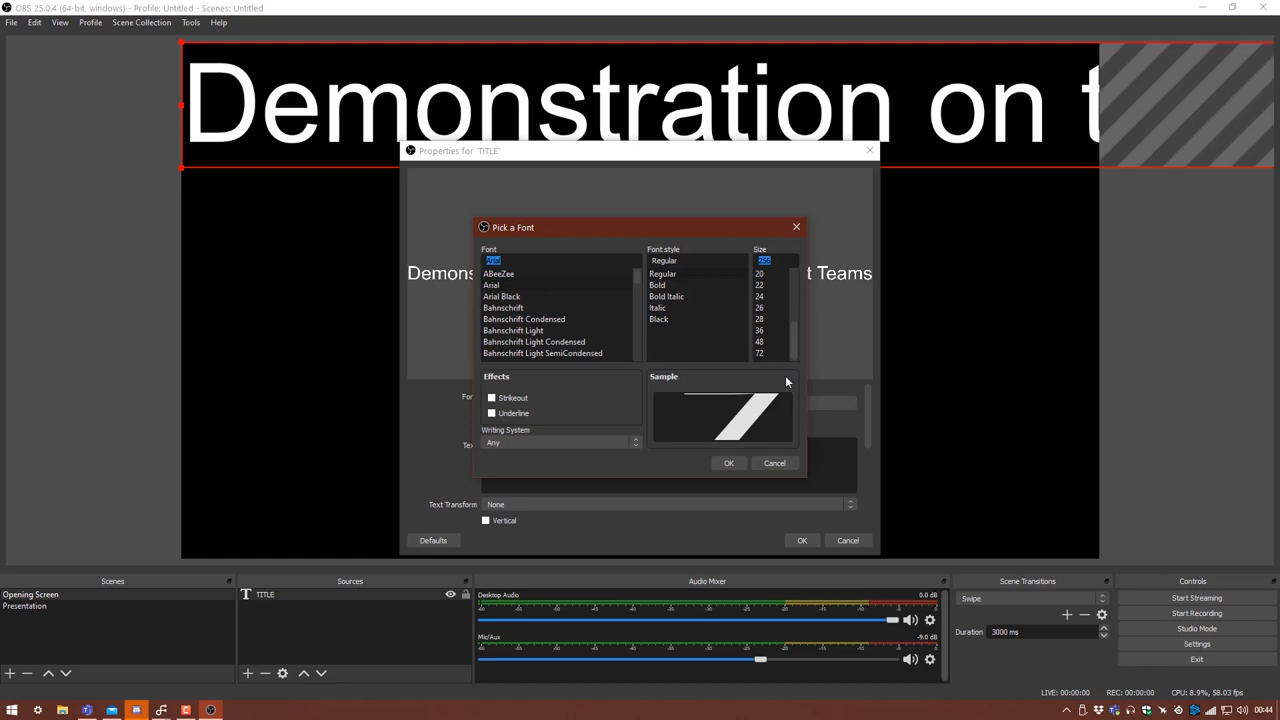 OBS 25.0.4 (64-bit, windows) - Profile: Untitled - Scenes: Untitled
File Edit View Profile Scene Collection Tools Help
Demonstration on t
Properties for 'TITLE'
Demons
t Teams
Pick a Font
Font Font style Size
Arial Regular 256
ABeeZee Regular 20
Arial Bold 22
Arial Black Bold Italic 24
Bahnschrift Italic 26
Bahnschrift Condensed Black 28
Bahnschrift Light 36
Bahnschrift Light Condensed 48
Bahnschrift Light SemiCondensed 72
Effects Sample
Strikeout
Underline
Writing System
Any
OK Cancel
Text Transform None
Vertical
Defaults OK Cancel
Scenes Sources Audio Mixer Scene Transitions Controls
Opening Screen
Presentation
TITLE
Desktop Audio 0.0 dB
Mic/Aux -9.0 dB
Swipe
Duration 3000 ms
Start Streaming
Start Recording
Studio Mode
Settings
Exit
LIVE: 00:00:00 REC: 00:00:00 CPU: 8.9%, 58.03 fps
00:44